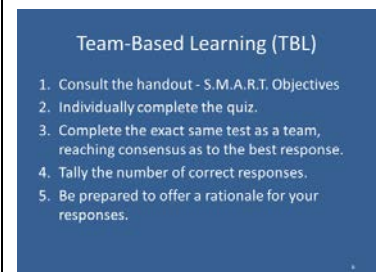 Team-Based Learning (TBL)
1. Consult the handout - S.M.A.R.T. Objectives
2. Individually complete the quiz.
3. Complete the exact same test as a team,
reaching consensus as to the best response.
4. Tally the number of correct responses.
5. Be prepared to offer a rationale for your
responses.